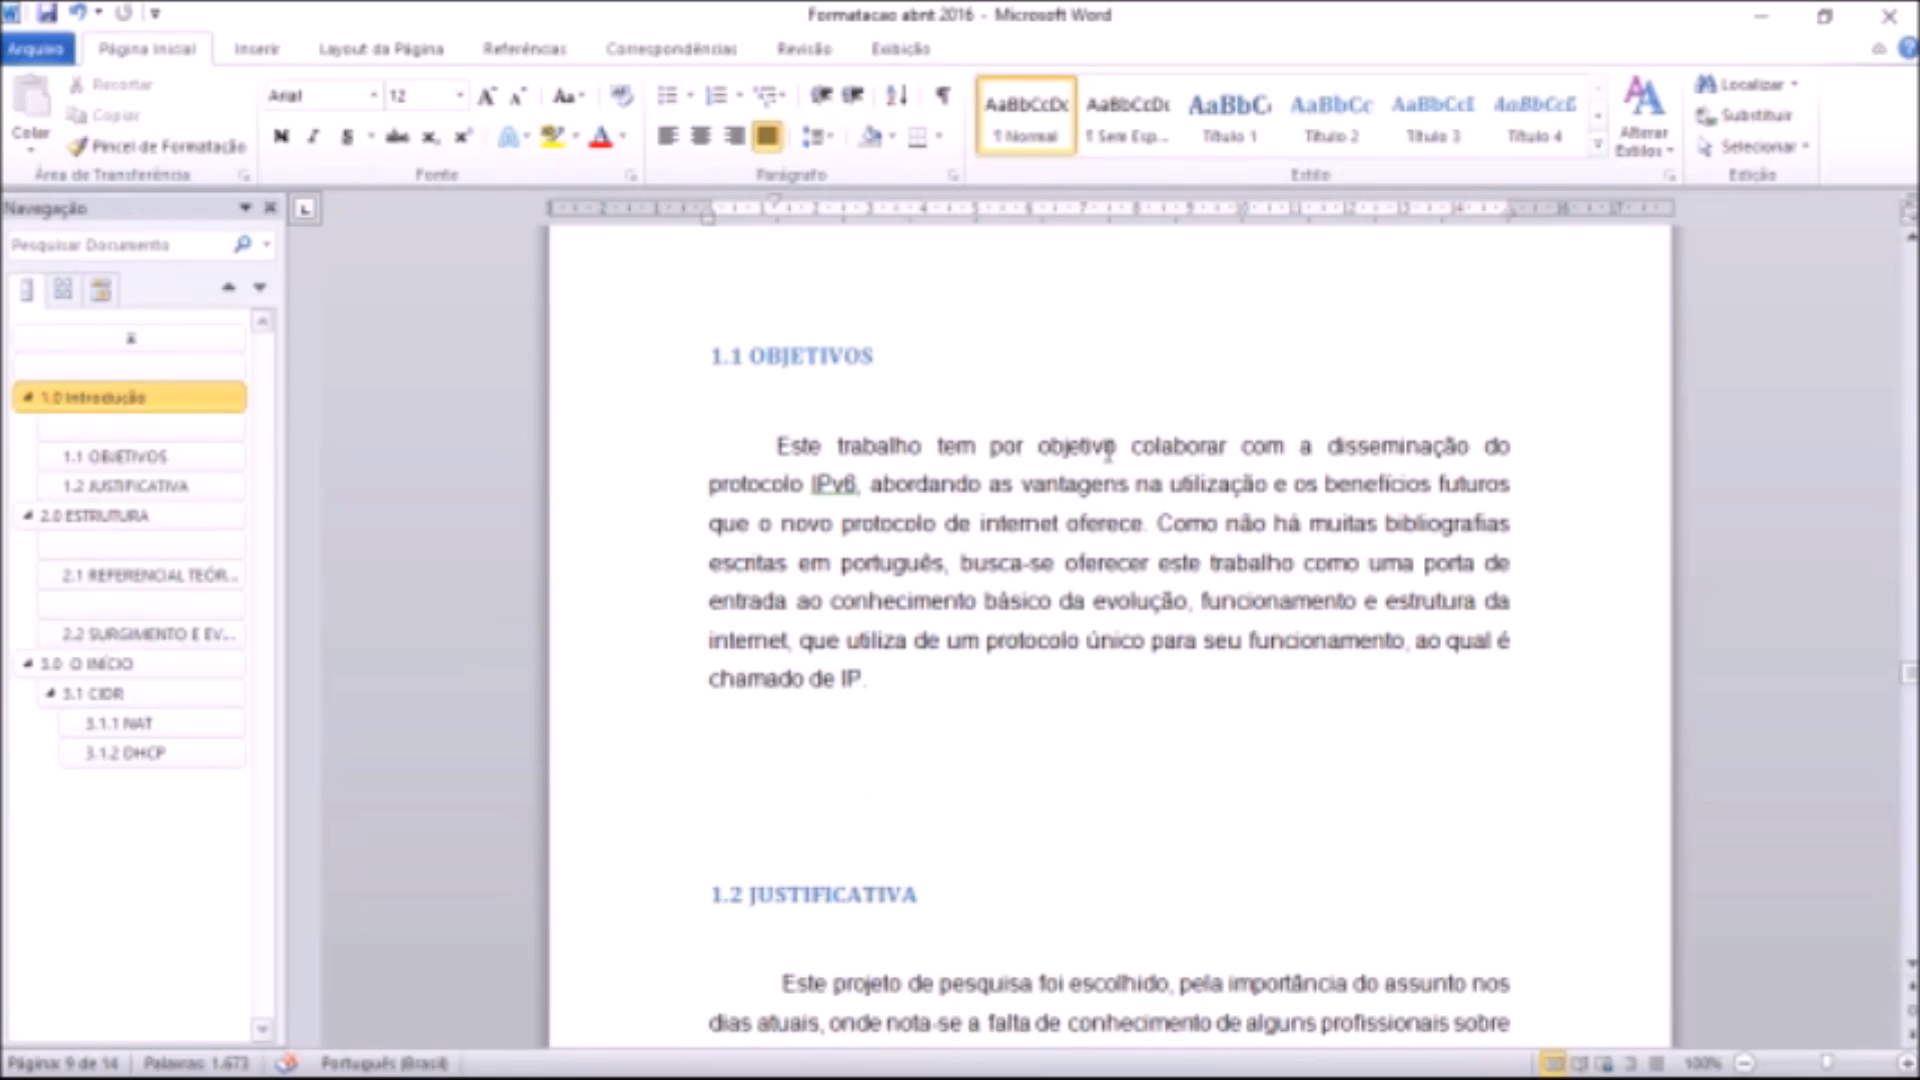 Formatacao abnt 2016 - Microsoft Word
Arquivo Página Inicial Inserir Layout da Página Referências Correspondências Revisão Exibição
Recortar
Copiar
Pincel de Formatação
Colar
Área de Transferência
Arial 12
N I S abc x, x²
Fonte
Parágrafo
AaBbCcDc AaBbCcDc AaBbC AaBbCc AaBbCcI AaBbCcE
¶ Normal ¶ Sem Esp... Título 1 Título 2 Título 3 Título 4
Estilo
Alterar
Estilos
Localizar
Substituir
Selecionar
Edição
Navegação
Pesquisar Documento
1.0 Introdução
1.1 OBJETIVOS
1.2 JUSTIFICATIVA
2.0 ESTRUTURA
2.1 REFERENCIAL TEÓR...
2.2 SURGIMENTO E EV...
3.0 O INÍCIO
3.1 CIDR
3.1.1 NAT
3.1.2 DHCP
1.1 OBJETIVOS
Este trabalho tem por objetivo colaborar com a disseminação do
protocolo IPv6, abordando as vantagens na utilização e os benefícios futuros
que o novo protocolo de internet oferece. Como não há muitas bibliografias
escritas em português, busca-se oferecer este trabalho como uma porta de
entrada ao conhecimento básico da evolução, funcionamento e estrutura da
internet, que utiliza de um protocolo único para seu funcionamento, ao qual é
chamado de IP.
1.2 JUSTIFICATIVA
Este projeto de pesquisa foi escolhido, pela importância do assunto nos
dias atuais, onde nota-se a falta de conhecimento de alguns profissionais sobre
Página: 9 de 14 Palavras: 1.673 Português (Brasil) 100%